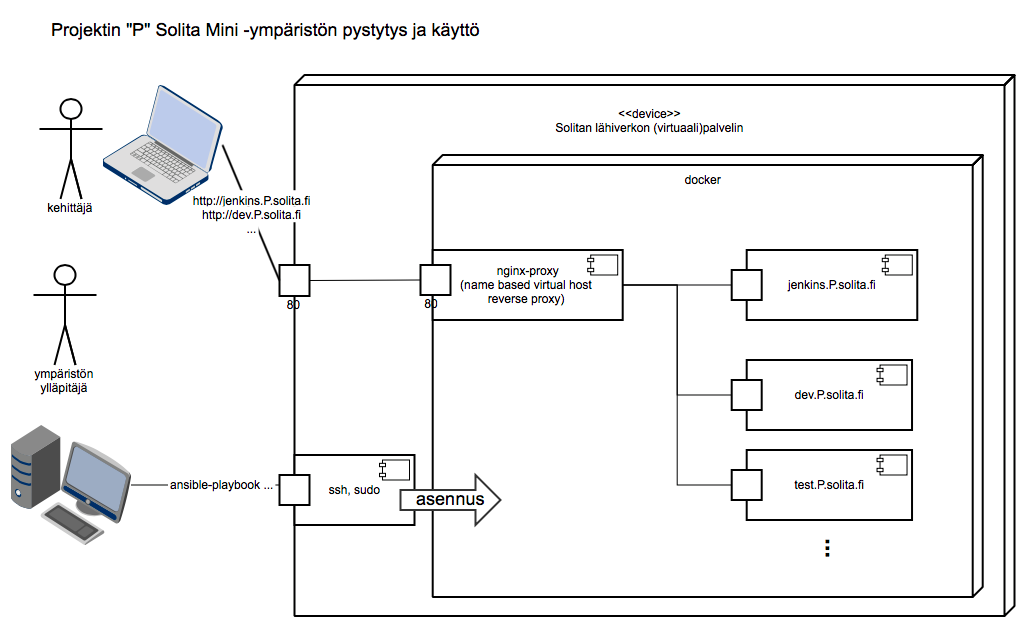 Projektin "P" Solita Mini -ympäristön pystytys ja käyttö
<<device>>
Solitan lähiverkon (virtuaali)palvelin
docker
kehittäjä
http://jenkins.P.solita.fi
http://dev.P.solita.fi
...
80
80
nginx-proxy
(name based virtual host
reverse proxy)
jenkins.P.solita.fi
dev.P.solita.fi
test.P.solita.fi
ympäristön
ylläpitäjä
ansible-playbook ...
ssh, sudo
asennus